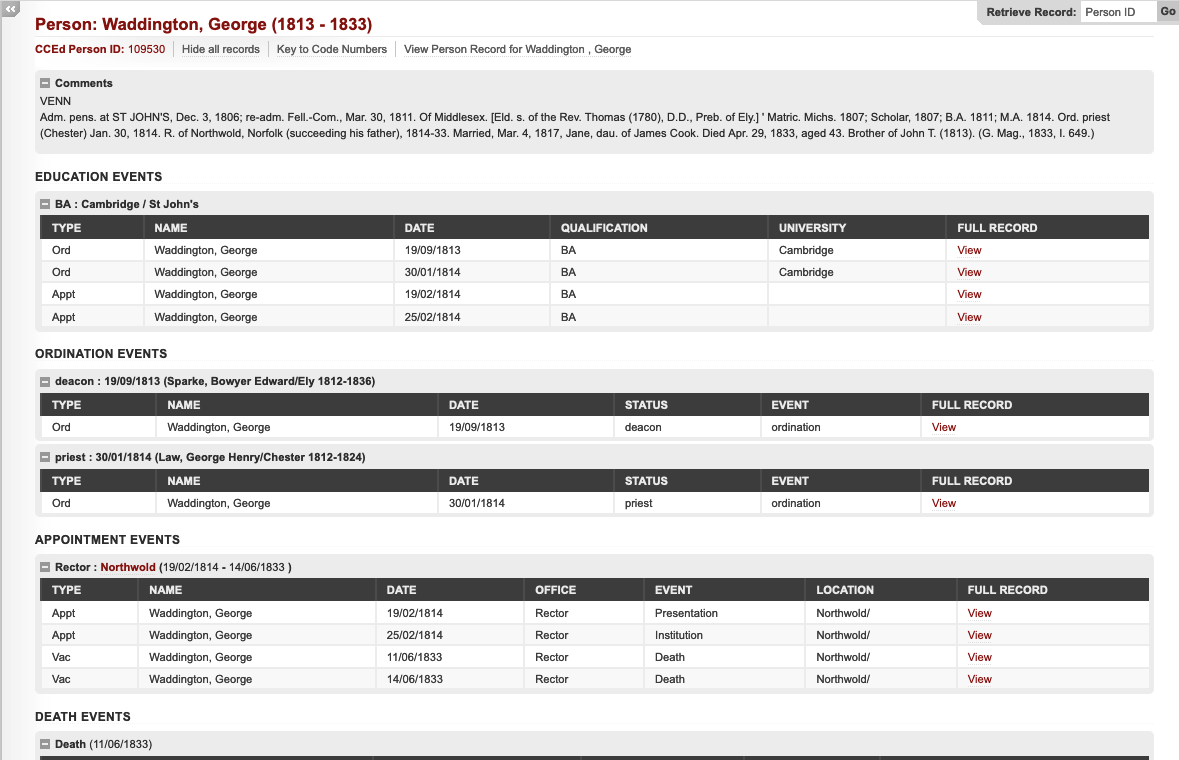 Retrieve Record: Person ID Go
Person: Waddington, George (1813 - 1833)
CCEd Person ID: 109530 Hide all records Key to Code Numbers View Person Record for Waddington , George
Comments
VENN
Adm. pens. at ST JOHN'S, Dec. 3, 1806; re-adm. Fell.-Com., Mar. 30, 1811. Of Middlesex. [Eld. s. of the Rev. Thomas (1780), D.D., Preb. of Ely.] ' Matric. Michs. 1807; Scholar, 1807; B.A. 1811; M.A. 1814. Ord. priest
(Chester) Jan. 30, 1814. R. of Northwold, Norfolk (succeeding his father), 1814-33. Married, Mar. 4, 1817, Jane, dau. of James Cook. Died Apr. 29, 1833, aged 43. Brother of John T. (1813). (G. Mag., 1833, I. 649.)
EDUCATION EVENTS
BA : Cambridge / St John's
TYPE NAME DATE QUALIFICATION UNIVERSITY FULL RECORD
Ord Waddington, George 19/09/1813 BA Cambridge View
Ord Waddington, George 30/01/1814 BA Cambridge View
Appt Waddington, George 19/02/1814 BA View
Appt Waddington, George 25/02/1814 BA View
ORDINATION EVENTS
deacon : 19/09/1813 (Sparke, Bowyer Edward/Ely 1812-1836)
TYPE NAME DATE STATUS EVENT FULL RECORD
Ord Waddington, George 19/09/1813 deacon ordination View
priest : 30/01/1814 (Law, George Henry/Chester 1812-1824)
TYPE NAME DATE STATUS EVENT FULL RECORD
Ord Waddington, George 30/01/1814 priest ordination View
APPOINTMENT EVENTS
Rector : Northwold (19/02/1814 - 14/06/1833 )
TYPE NAME DATE OFFICE EVENT LOCATION FULL RECORD
Appt Waddington, George 19/02/1814 Rector Presentation Northwold/ View
Appt Waddington, George 25/02/1814 Rector Institution Northwold/ View
Vac Waddington, George 11/06/1833 Rector Death Northwold/ View
Vac Waddington, George 14/06/1833 Rector Death Northwold/ View
DEATH EVENTS
Death (11/06/1833)